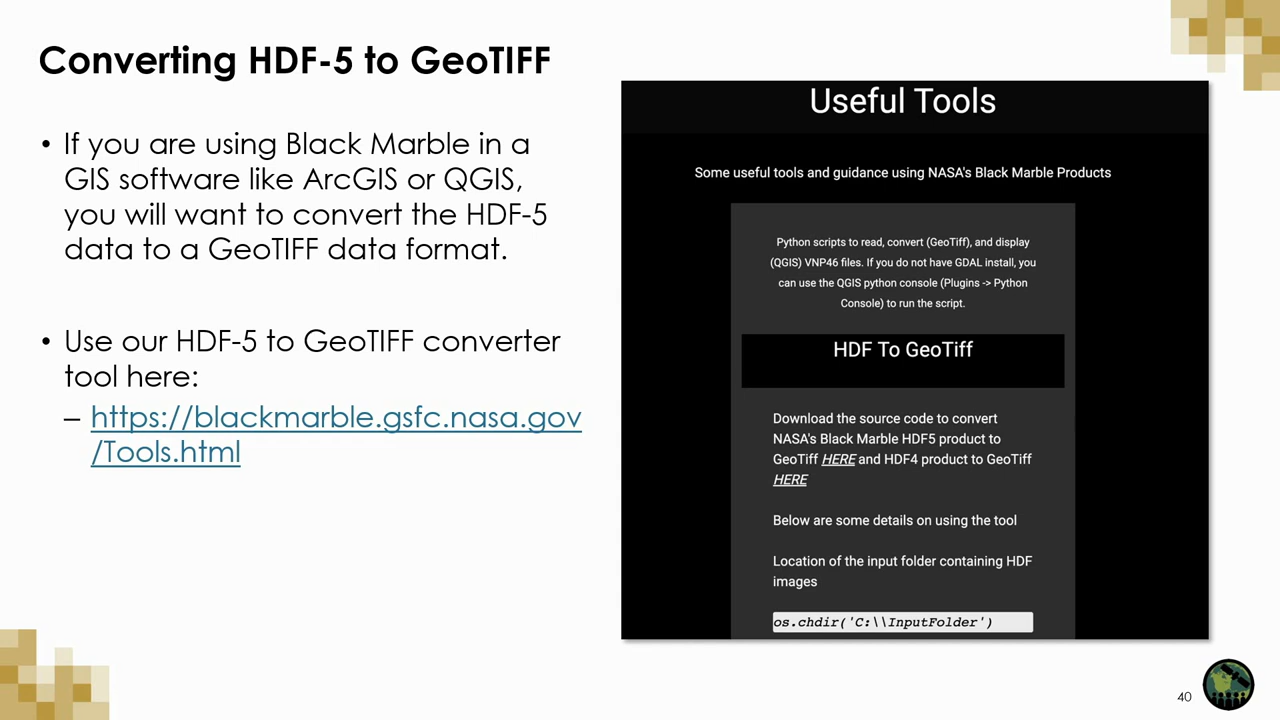 Converting HDF-5 to GeoTIFF
• If you are using Black Marble in a
GIS software like ArcGIS or QGIS,
you will want to convert the HDF-5
data to a GeoTIFF data format.
• Use our HDF-5 to GeoTIFF converter
tool here:
– https://blackmarble.gsfc.nasa.gov
/Tools.html
Useful Tools
Some useful tools and guidance using NASA's Black Marble Products
Python scripts to read, convert (GeoTiff), and display
(QGIS) VNP46 files. If you do not have GDAL install, you
can use the QGIS python console (Plugins -> Python
Console) to run the script.
HDF To GeoTiff
Download the source code to convert
NASA's Black Marble HDF5 product to
GeoTiff HERE and HDF4 product to GeoTiff
HERE
Below are some details on using the tool
Location of the input folder containing HDF
images
os.chdir('C:\\InputFolder')
40